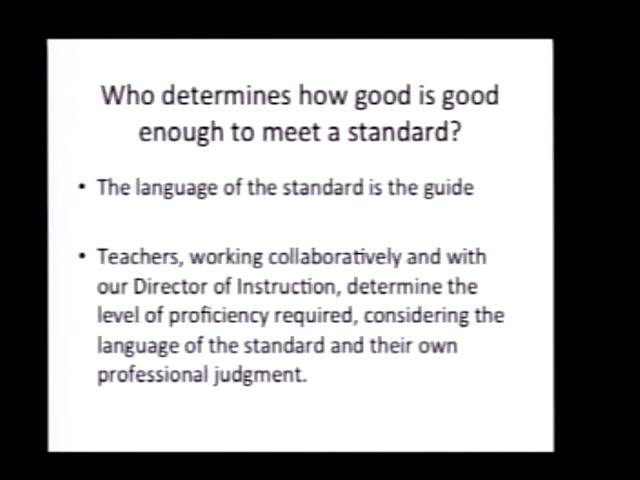 Who determines how good is good
enough to meet a standard?
• The language of the standard is the guide
• Teachers, working collaboratively and with
our Director of Instruction, determine the
level of proficiency required, considering the
language of the standard and their own
professional judgment.